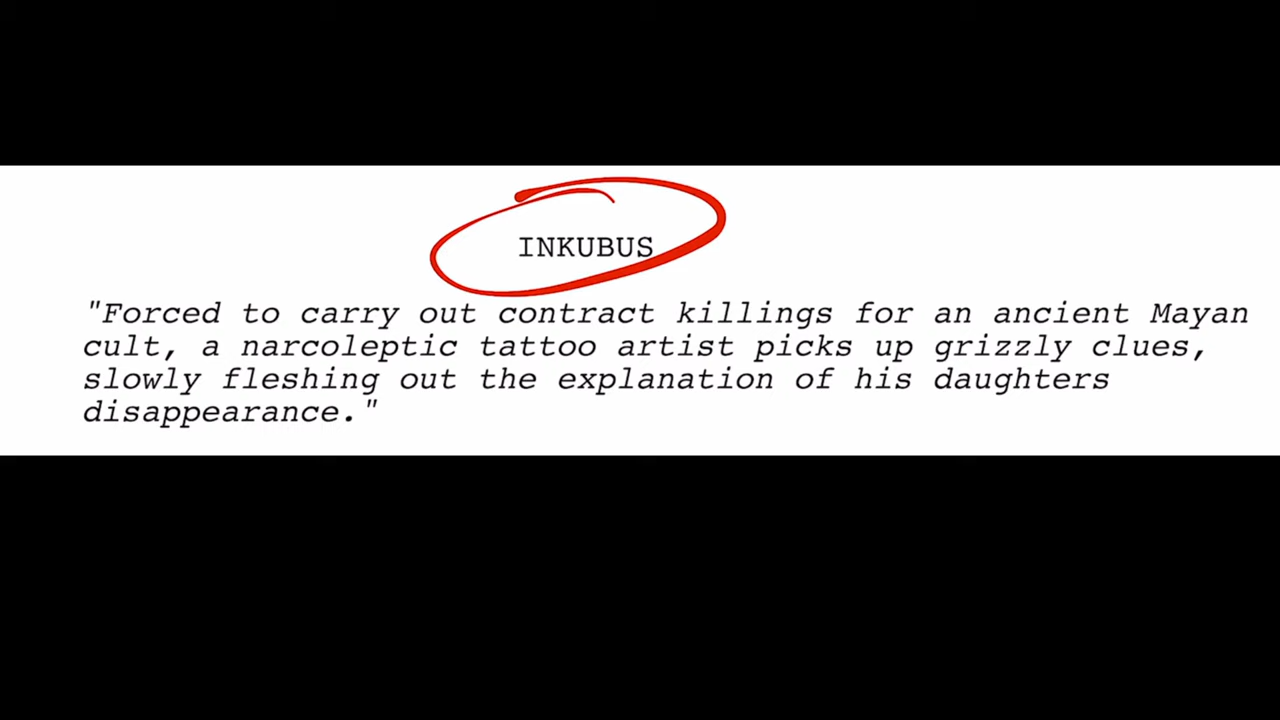 INKUBUS
"Forced to carry out contract killings for an ancient Mayan
cult, a narcoleptic tattoo artist picks up grizzly clues,
slowly fleshing out the explanation of his daughters
disappearance."